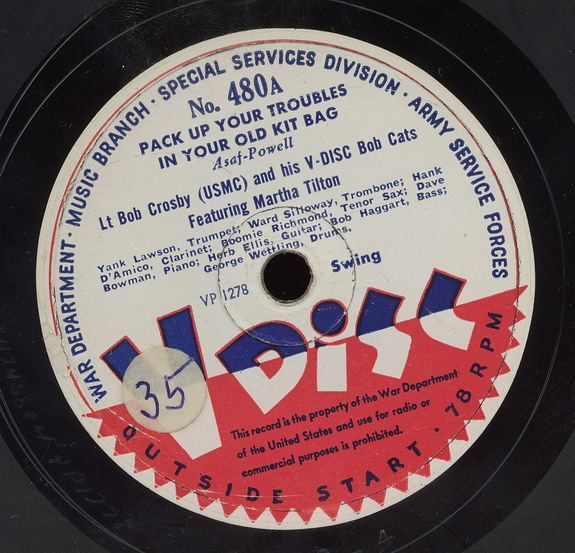 WAR DEPARTMENT · MUSIC BRANCH · SPECIAL SERVICES DIVISION · ARMY SERVICE FORCES
No. 480A
PACK UP YOUR TROUBLES
IN YOUR OLD KIT BAG
Asaf-Powell
Lt Bob Crosby (USMC) and his V-DISC Bob Cats
Featuring Martha Tilton
Yank Lawson, Trumpet; Ward Silloway, Trombone; Hank
D'Amico, Clarinet; Boomie Richmond, Tenor Sax; Dave
Bowman, Piano; Herb Ellis, Guitar; Bob Haggart, Bass;
George Wettling, Drums.
Swing
VP 1278
V DISC
35
This record is the property of the War Department
of the United States and use for radio or
commercial purposes is prohibited.
OUTSIDE START · 78 RPM